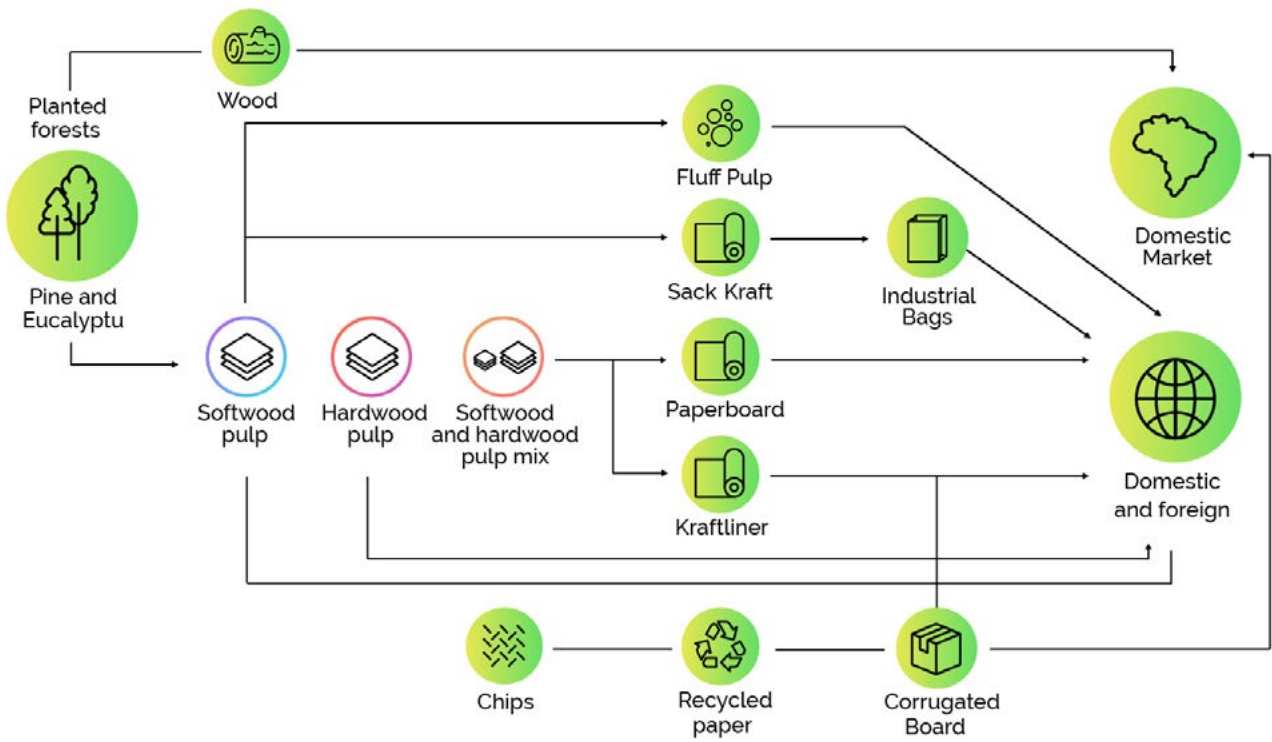 Wood
Planted
forests
Fluff Pulp
Domestic
Market
Pine and
Eucalyptu
Sack Kraft
Industrial
Bags
Softwood
pulp
Hardwood
pulp
Softwood
and hardwood
pulp mix
Paperboard
Kraftliner
Domestic
and foreign
Chips
Recycled
paper
Corrugated
Board